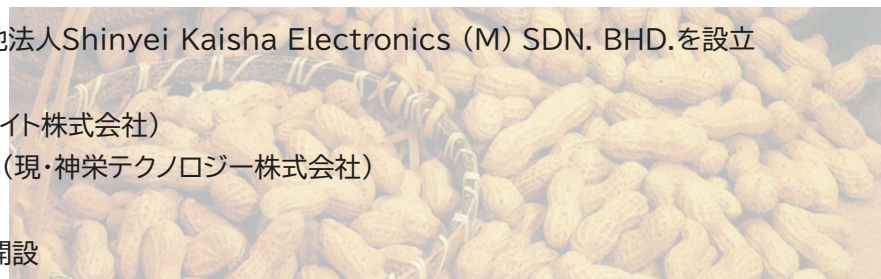 法人Shinyei Kaisha Electronics (M) SDN. BHD.を設立
イト株式会社)
(現・神栄テクノロジー株式会社)
開設